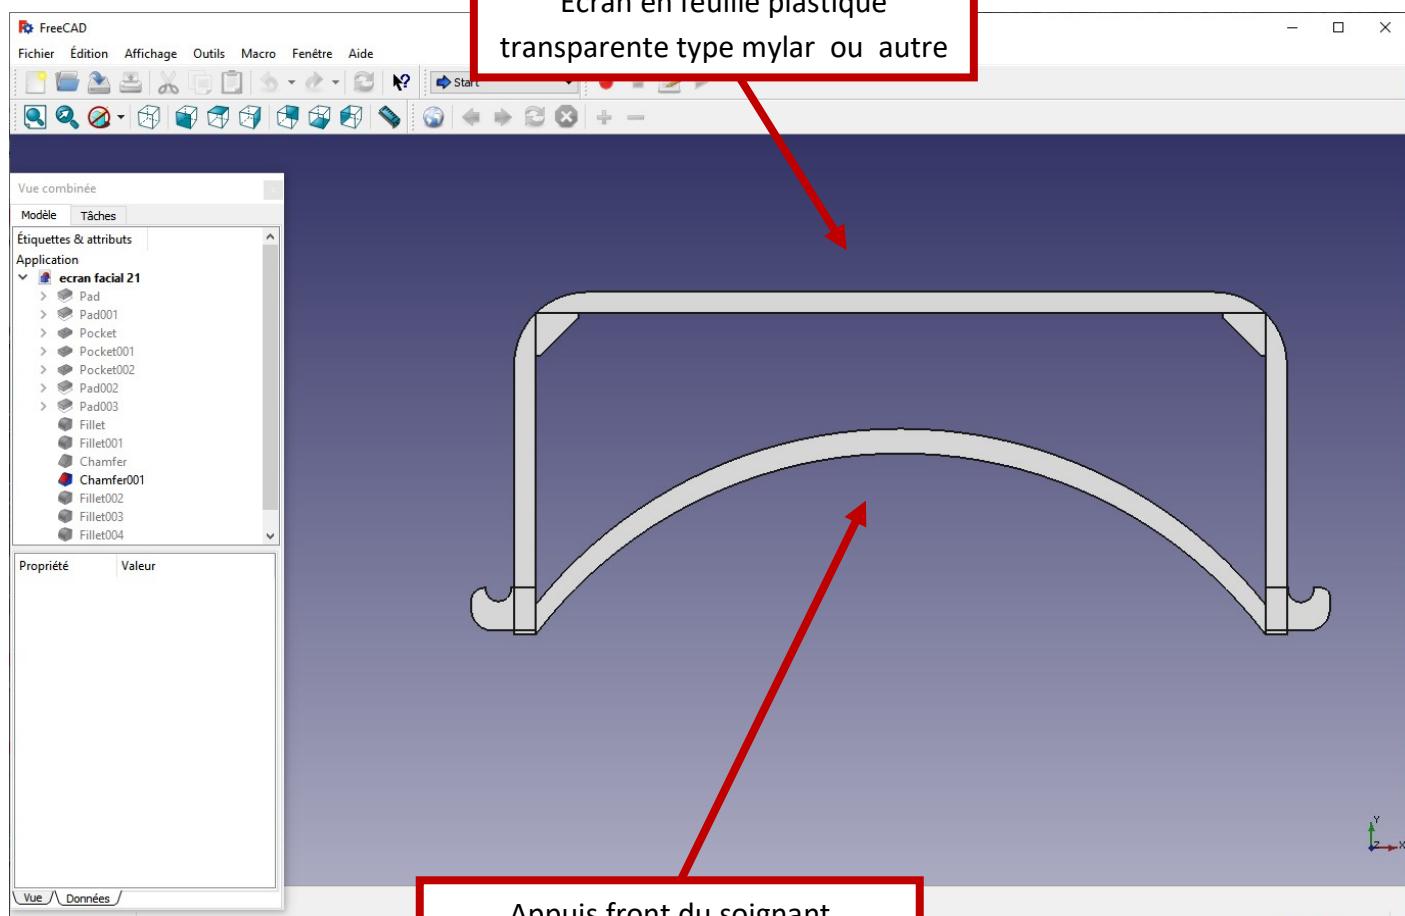 Ecran en feuille plastique
transparente type mylar ou autre
FreeCAD
Fichier Édition Affichage Outils Macro Fenêtre Aide
Start
Vue combinée
Modèle Tâches
Étiquettes & attributs
Application
ecran facial 21
Pad
Pad001
Pocket
Pocket001
Pocket002
Pad002
Pad003
Fillet
Fillet001
Chamfer
Chamfer001
Fillet002
Fillet003
Fillet004
Propriété Valeur
Y
Z X
Vue Données
Appuis front du soignant